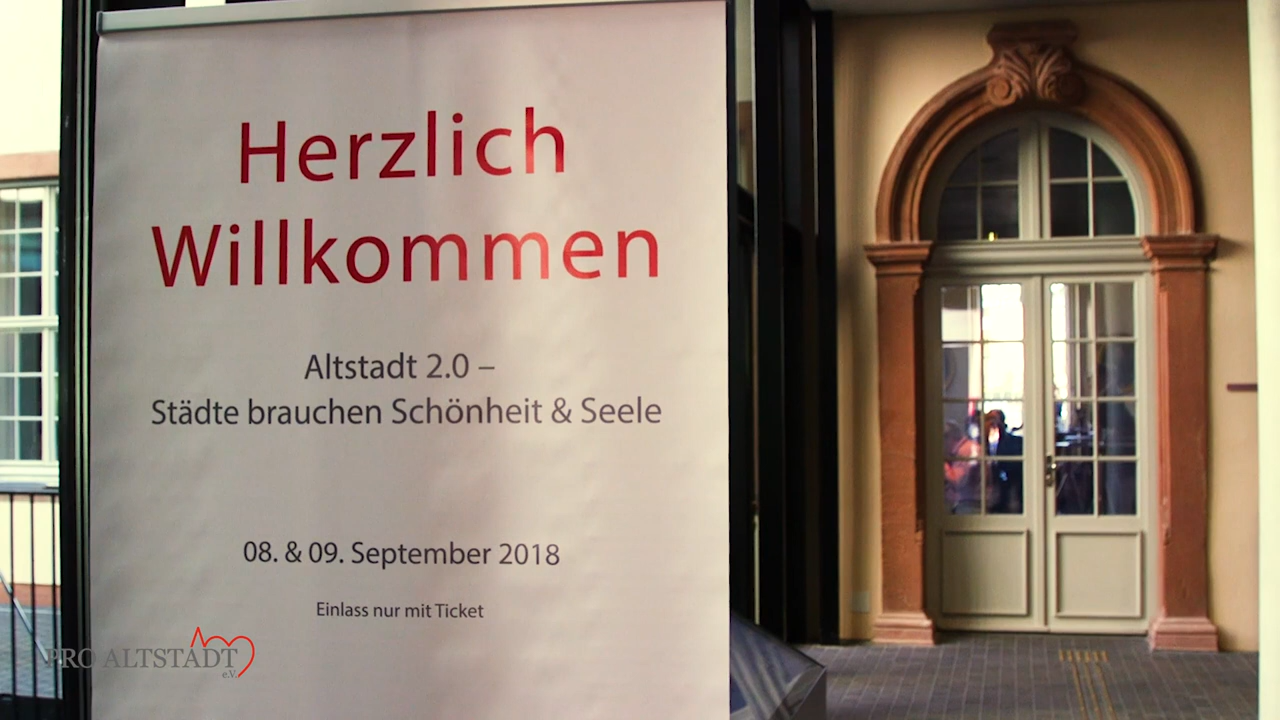 Herzlich
Willkommen
Altstadt 2.0 –
Städte brauchen Schönheit & Seele
08. & 09. September 2018
Einlass nur mit Ticket
PRO ALTSTADT
e.V.